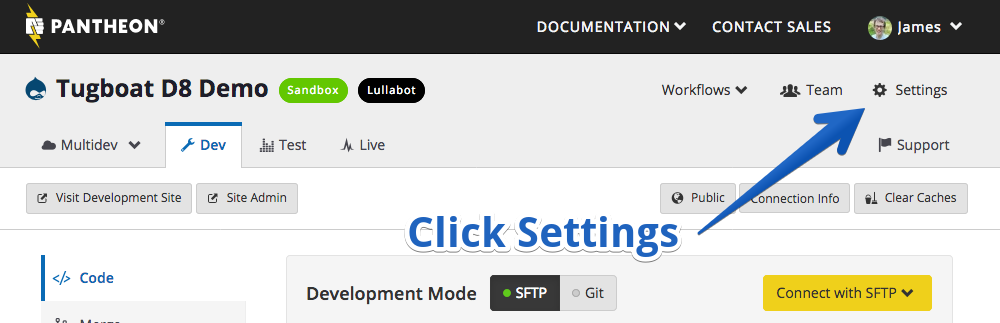 PANTHEON®
DOCUMENTATION CONTACT SALES James
Tugboat D8 Demo Sandbox Lullabot Workflows Team Settings
Multidev Dev Test Live Support
Visit Development Site Site Admin Public Connection Info Clear Caches
Click Settings
</> Code
Development Mode SFTP Git Connect with SFTP